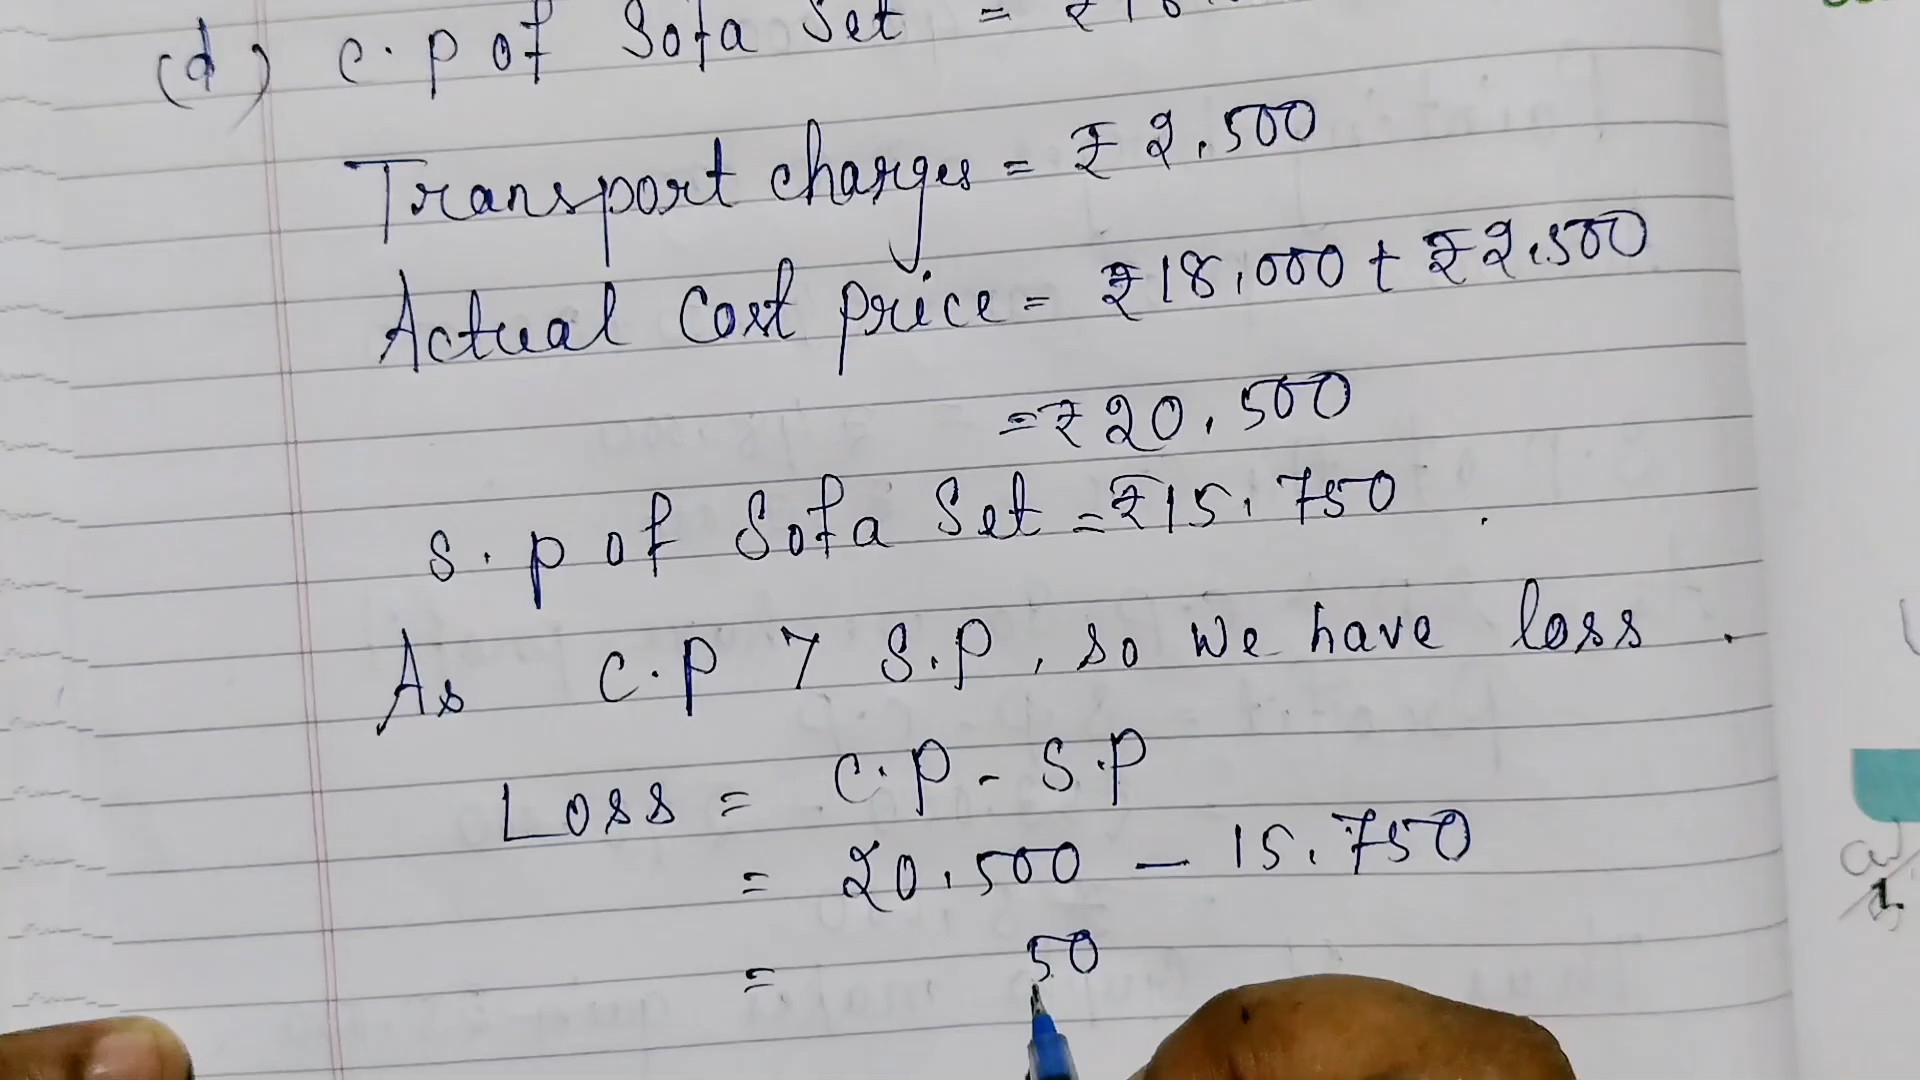 (d) C.P of Sofa Set = ₹18
Transport charges = ₹2,500
Actual Cost price = ₹18,000 + ₹2,500
= ₹20,500
S.P of Sofa Set = ₹15,750
As C.P > S.P, so we have loss.
Loss = C.P - S.P
= 20,500 - 15,750
= 50